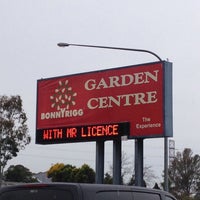 GARDEN
CENTRE
BONNYRIGG
The
Experience
WITH MR LICENCE